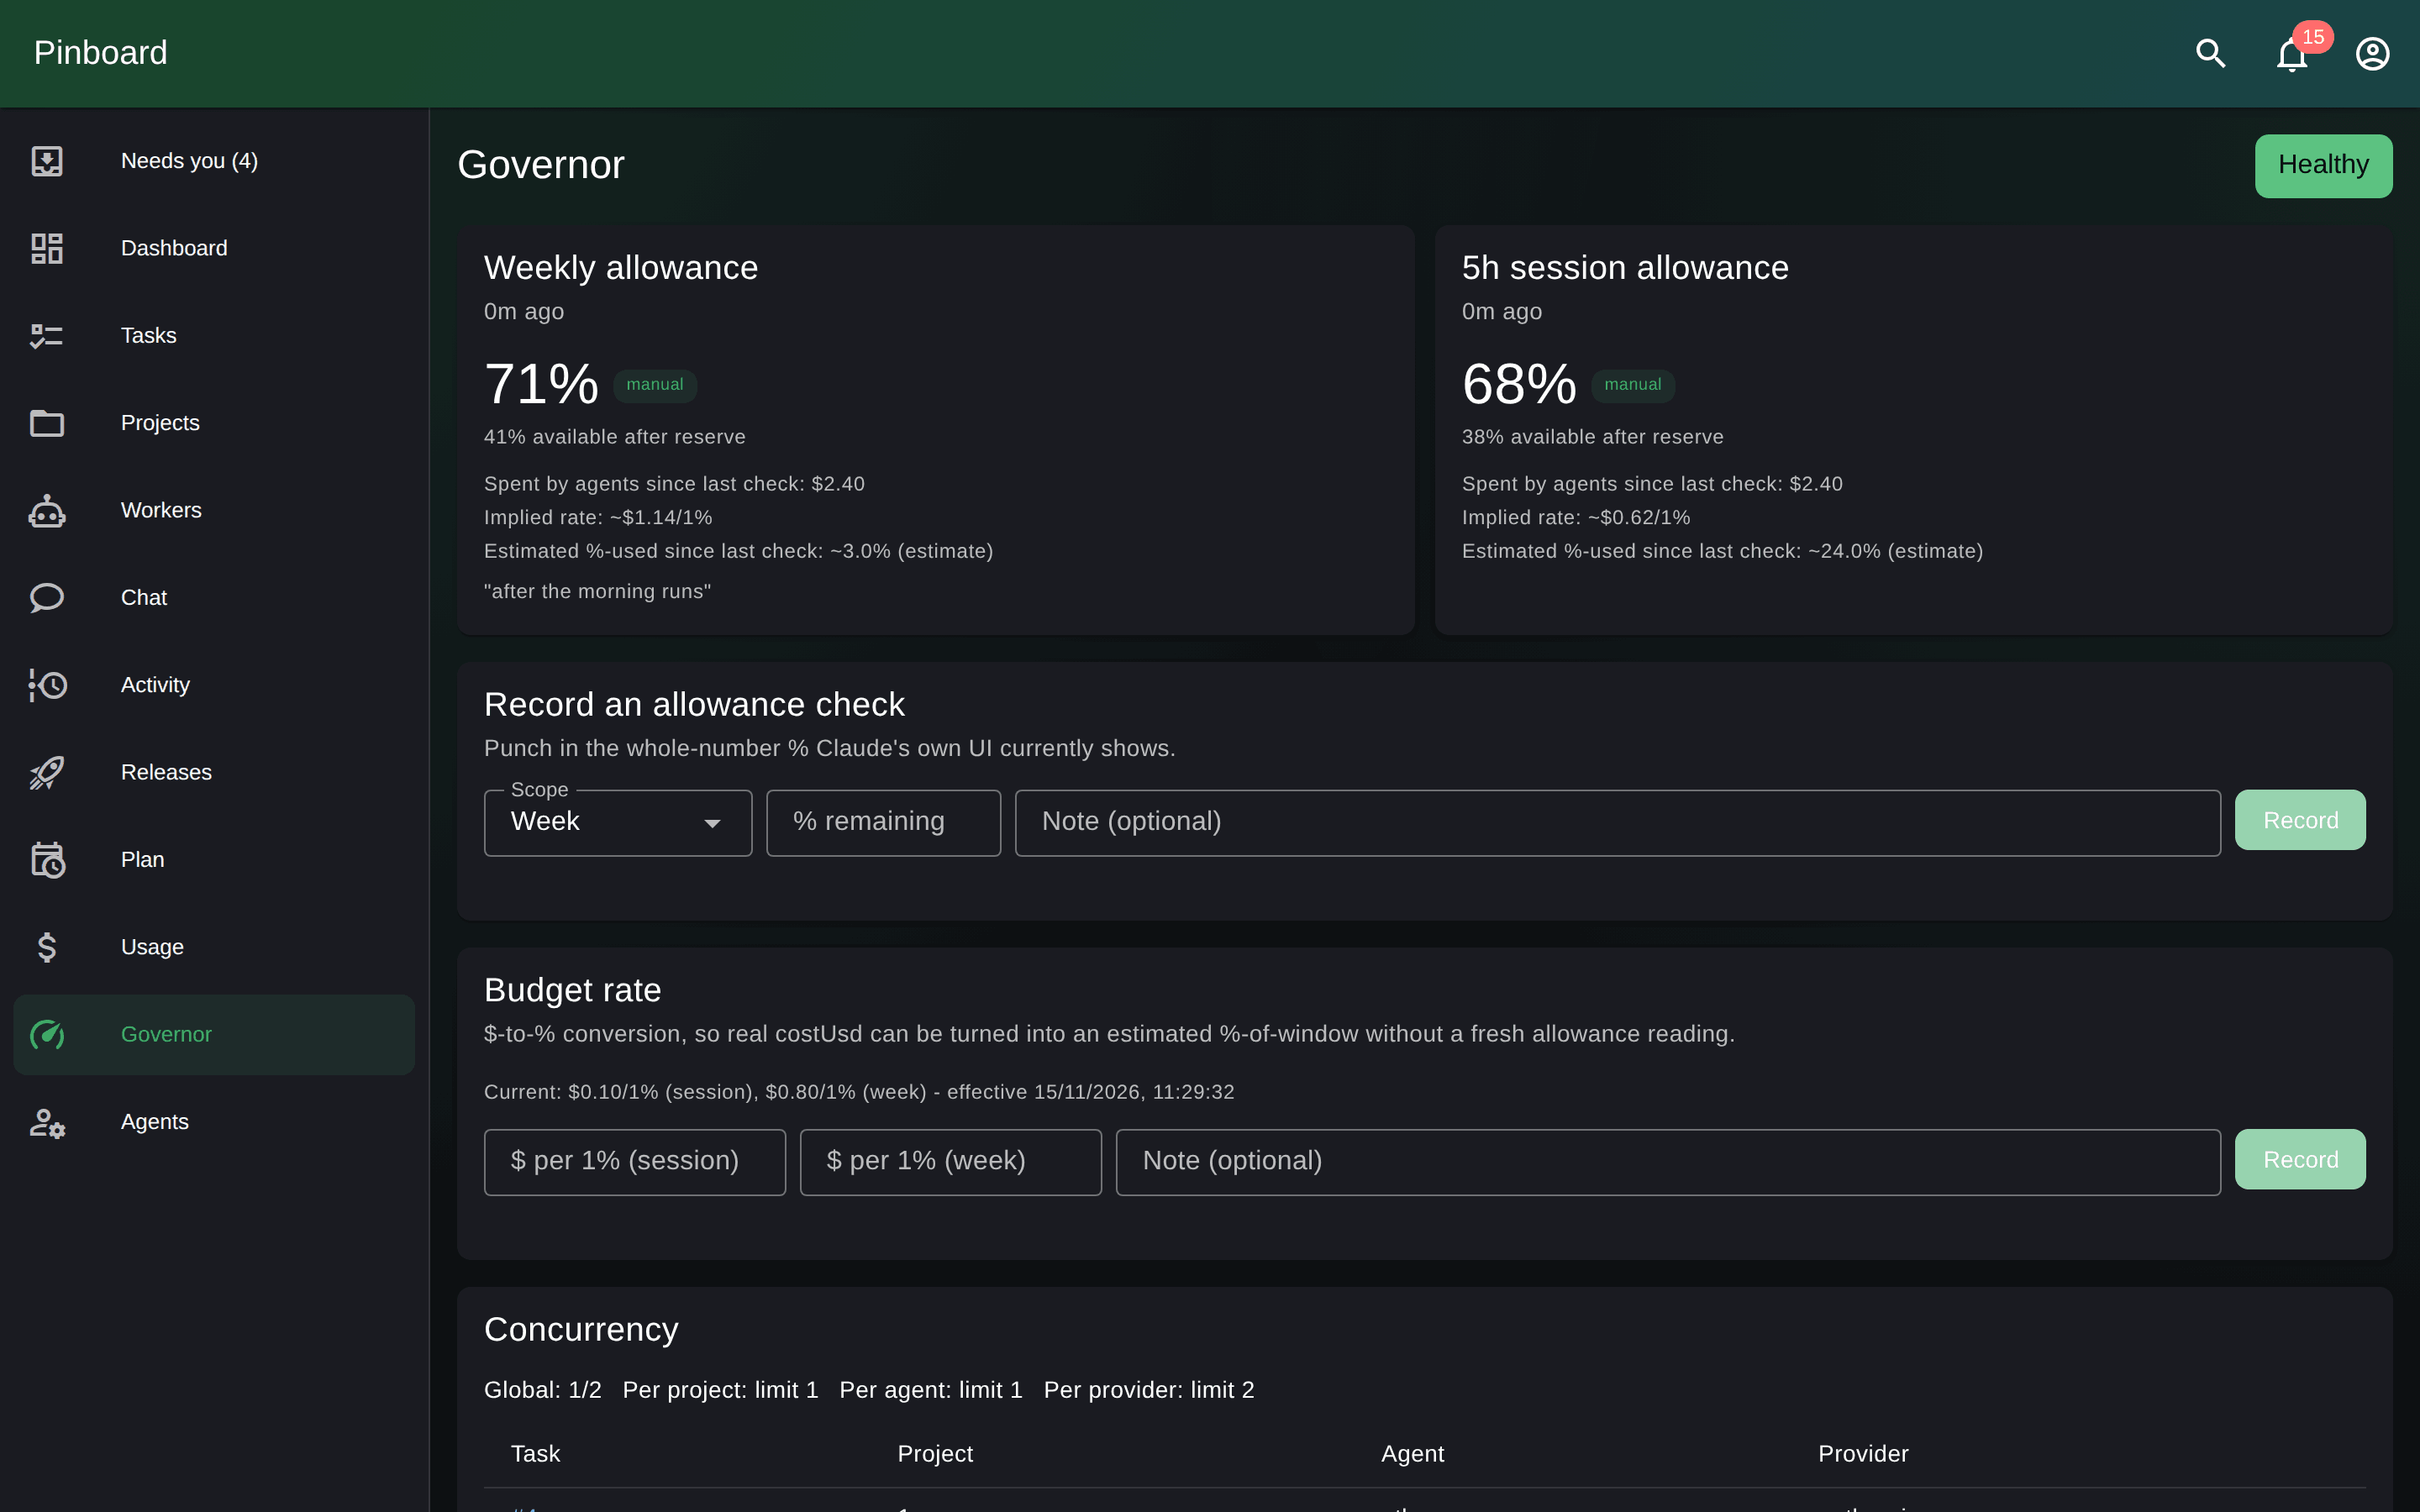 Pinboard
15
Needs you (4)
Dashboard
Tasks
Projects
Workers
Chat
Activity
Releases
Plan
Usage
Governor
Agents
Governor
Healthy
Weekly allowance
0m ago
71% manual
41% available after reserve
Spent by agents since last check: $2.40
Implied rate: ~$1.14/1%
Estimated %-used since last check: ~3.0% (estimate)
"after the morning runs"
5h session allowance
0m ago
68% manual
38% available after reserve
Spent by agents since last check: $2.40
Implied rate: ~$0.62/1%
Estimated %-used since last check: ~24.0% (estimate)
Record an allowance check
Punch in the whole-number % Claude's own UI currently shows.
Scope
Week % remaining Note (optional) Record
Budget rate
$-to-% conversion, so real costUsd can be turned into an estimated %-of-window without a fresh allowance reading.
Current: $0.10/1% (session), $0.80/1% (week) - effective 15/11/2026, 11:29:32
$ per 1% (session) $ per 1% (week) Note (optional) Record
Concurrency
Global: 1/2 Per project: limit 1 Per agent: limit 1 Per provider: limit 2
Task Project Agent Provider